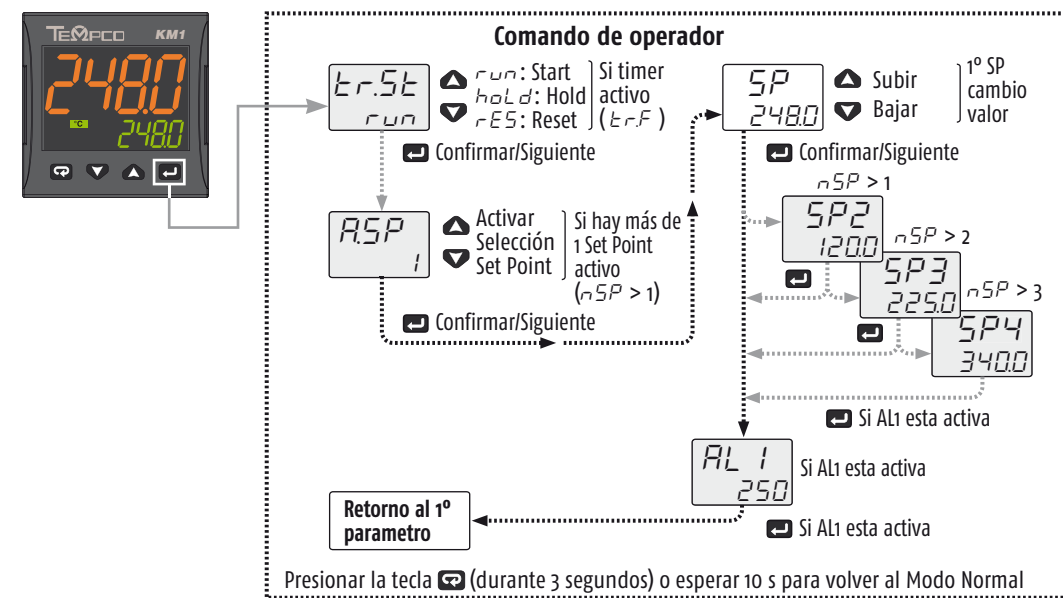 TEMPCO KM1
248.0
°C
248.0
Comando de operador
tr.St
run
run: Start
hoLd: Hold
rES: Reset
Si timer
activo
(tr.F)
Confirmar/Siguiente
A.SP
1
Activar
Selección
Set Point
Si hay más de
1 Set Point
activo
(nSP > 1)
Confirmar/Siguiente
SP
248.0
Subir
Bajar
1º SP
cambio
valor
Confirmar/Siguiente
nSP > 1
SP2
120.0
nSP > 2
SP3
225.0
nSP > 3
SP4
340.0
Si AL1 esta activa
AL 1
250
Si AL1 esta activa
Si AL1 esta activa
Retorno al 1º
parametro
Presionar la tecla (durante 3 segundos) o esperar 10 s para volver al Modo Normal